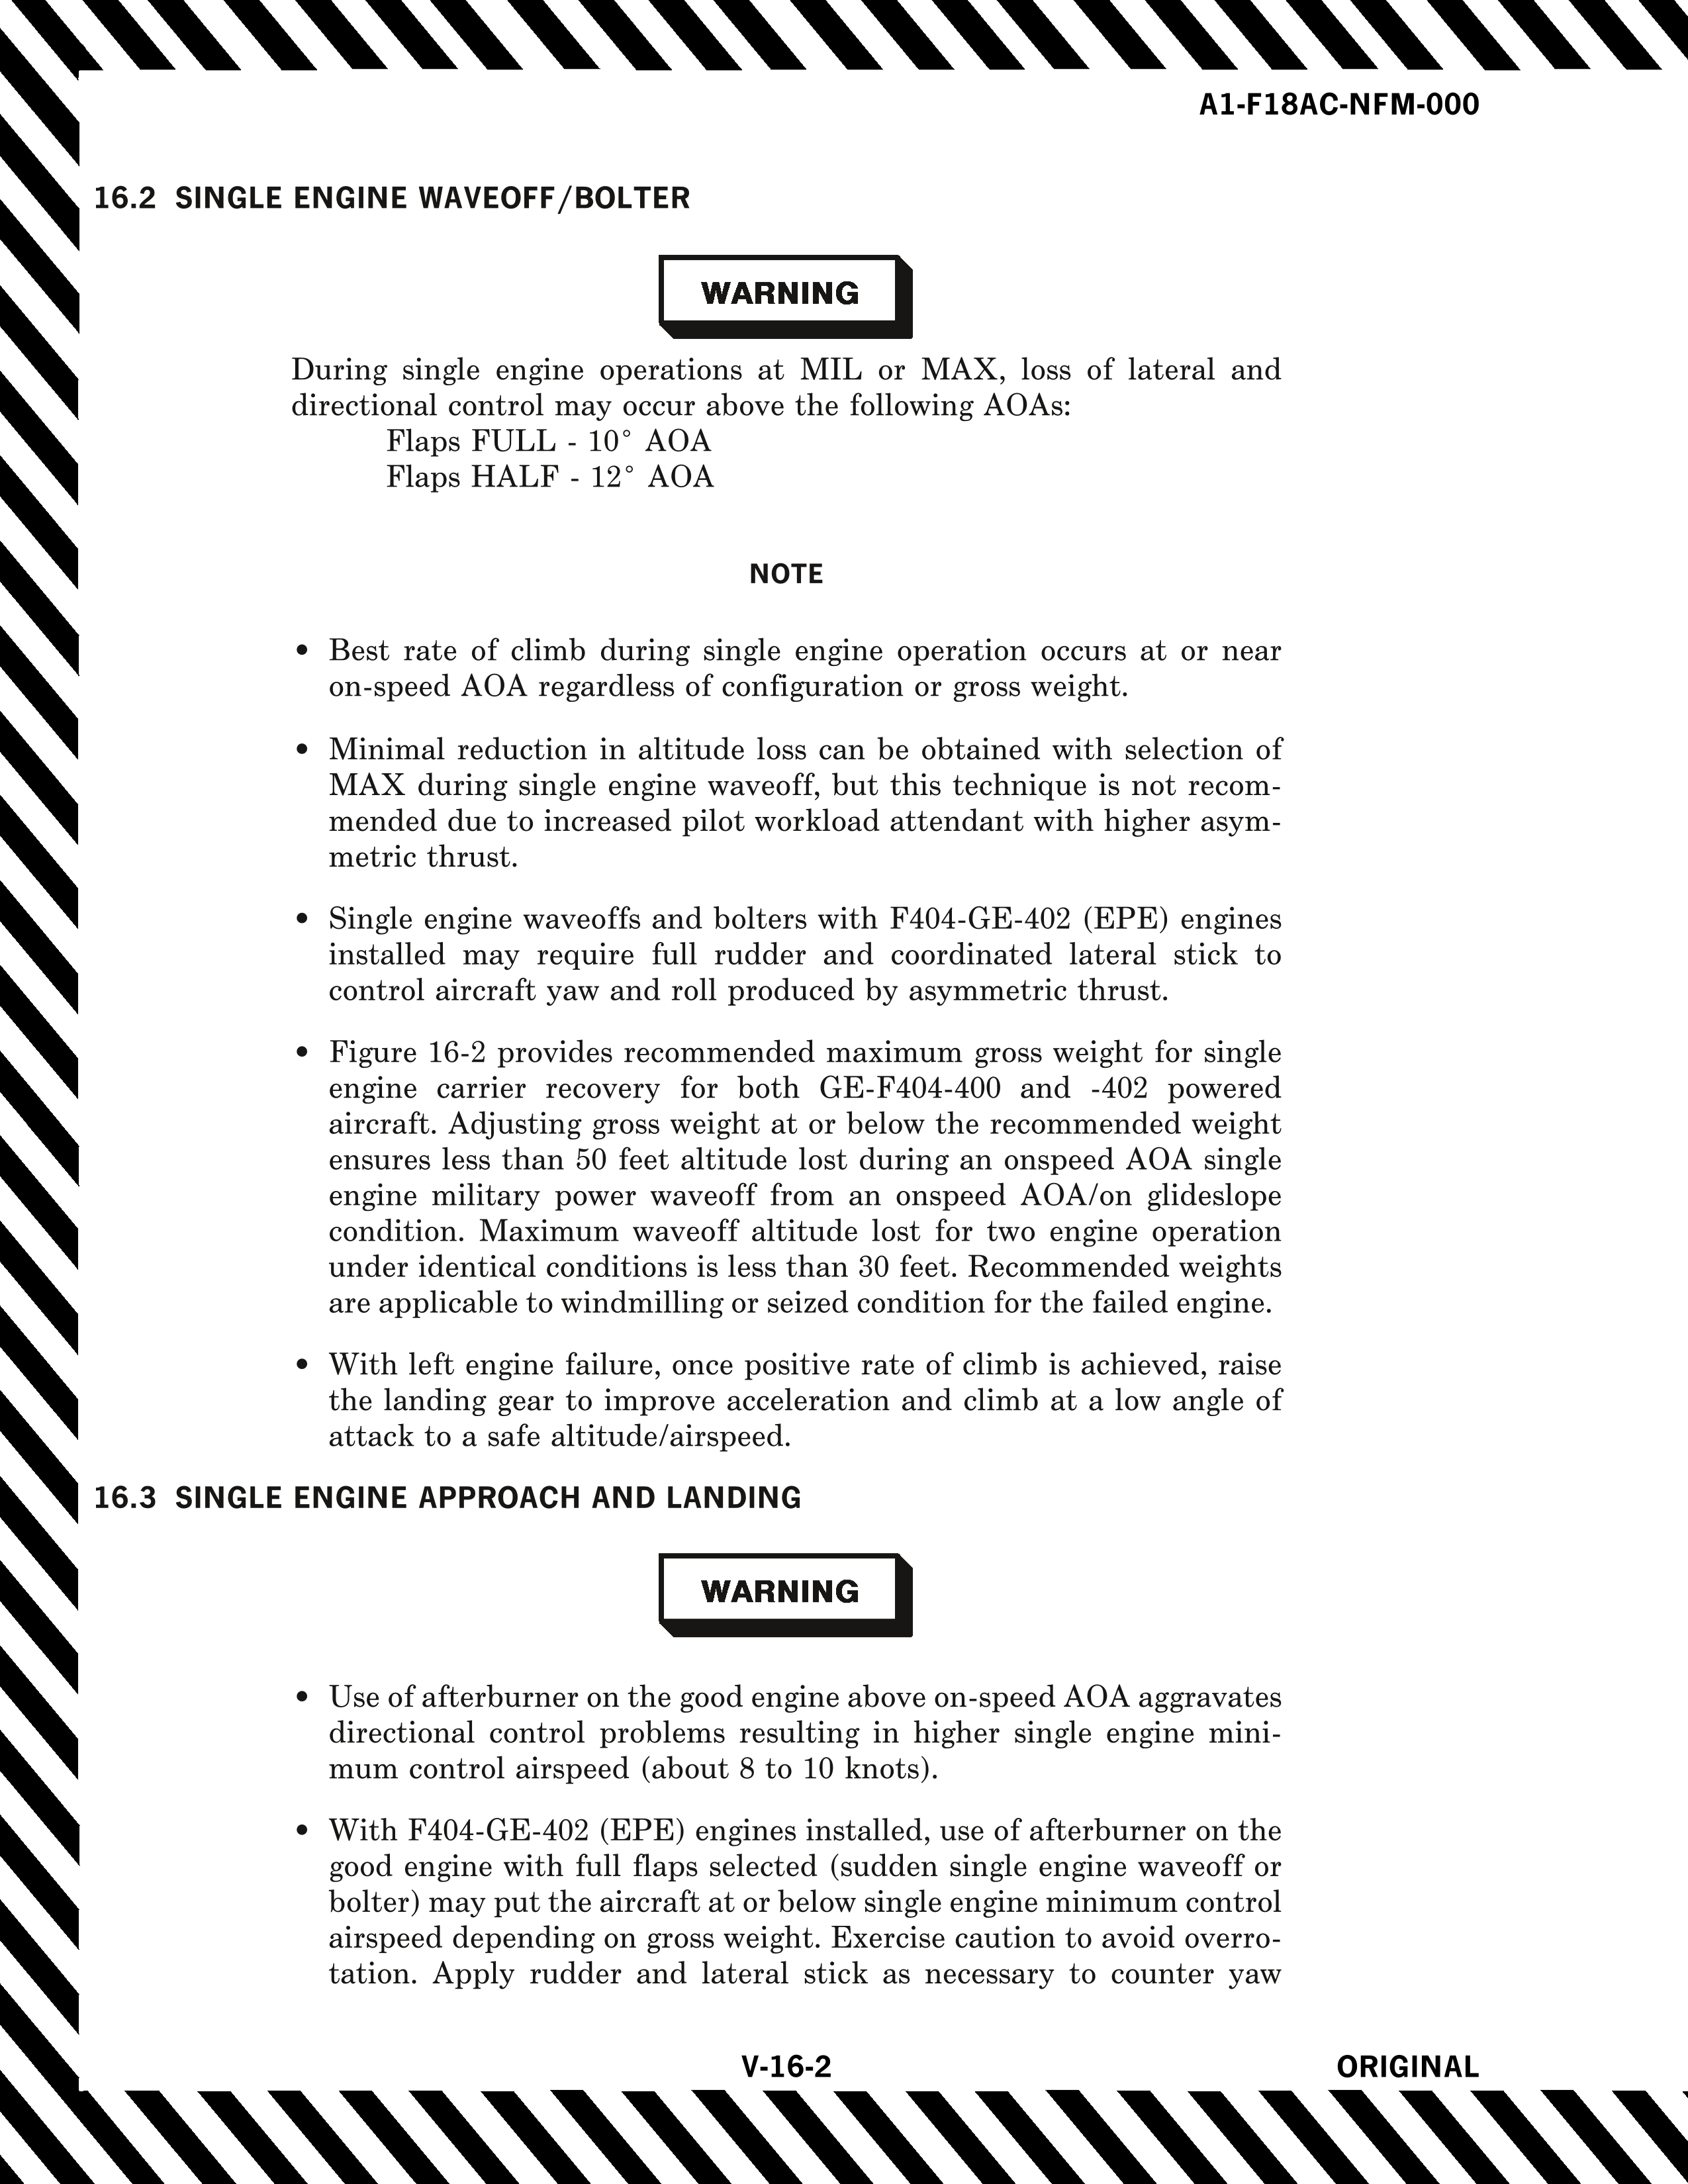 A1-F18AC-NFM-000
16.2 SINGLE ENGINE WAVEOFF/BOLTER
WARNING
During single engine operations at MIL or MAX, loss of lateral and
directional control may occur above the following AOAs:
Flaps FULL - 10° AOA
Flaps HALF - 12° AOA
NOTE
• Best rate of climb during single engine operation occurs at or near
on-speed AOA regardless of configuration or gross weight.
• Minimal reduction in altitude loss can be obtained with selection of
MAX during single engine waveoff, but this technique is not recom-
mended due to increased pilot workload attendant with higher asym-
metric thrust.
• Single engine waveoffs and bolters with F404-GE-402 (EPE) engines
installed may require full rudder and coordinated lateral stick to
control aircraft yaw and roll produced by asymmetric thrust.
• Figure 16-2 provides recommended maximum gross weight for single
engine carrier recovery for both GE-F404-400 and -402 powered
aircraft. Adjusting gross weight at or below the recommended weight
ensures less than 50 feet altitude lost during an onspeed AOA single
engine military power waveoff from an onspeed AOA/on glideslope
condition. Maximum waveoff altitude lost for two engine operation
under identical conditions is less than 30 feet. Recommended weights
are applicable to windmilling or seized condition for the failed engine.
• With left engine failure, once positive rate of climb is achieved, raise
the landing gear to improve acceleration and climb at a low angle of
attack to a safe altitude/airspeed.
16.3 SINGLE ENGINE APPROACH AND LANDING
WARNING
• Use of afterburner on the good engine above on-speed AOA aggravates
directional control problems resulting in higher single engine mini-
mum control airspeed (about 8 to 10 knots).
• With F404-GE-402 (EPE) engines installed, use of afterburner on the
good engine with full flaps selected (sudden single engine waveoff or
bolter) may put the aircraft at or below single engine minimum control
airspeed depending on gross weight. Exercise caution to avoid overro-
tation. Apply rudder and lateral stick as necessary to counter yaw
V-16-2
ORIGINAL